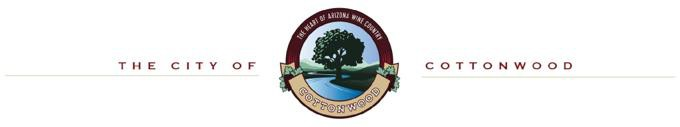 THE CITY OF COTTONWOOD
THE HEART OF ARIZONA WINE COUNTRY
COTTONWOOD